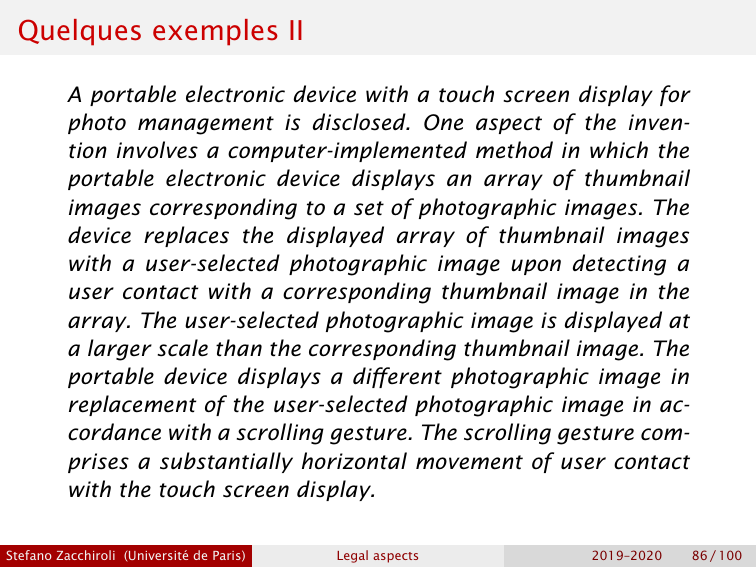 Quelques exemples II
A portable electronic device with a touch screen display for
photo management is disclosed. One aspect of the inven-
tion involves a computer-implemented method in which the
portable electronic device displays an array of thumbnail
images corresponding to a set of photographic images. The
device replaces the displayed array of thumbnail images
with a user-selected photographic image upon detecting a
user contact with a corresponding thumbnail image in the
array. The user-selected photographic image is displayed at
a larger scale than the corresponding thumbnail image. The
portable device displays a different photographic image in
replacement of the user-selected photographic image in ac-
cordance with a scrolling gesture. The scrolling gesture com-
prises a substantially horizontal movement of user contact
with the touch screen display.
Stefano Zacchiroli (Université de Paris) Legal aspects 2019–2020 86 / 100